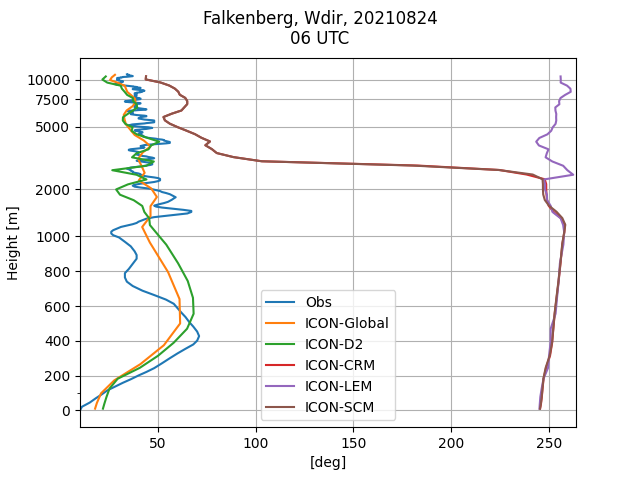 Falkenberg, Wdir, 20210824
06 UTC
10000
7500
5000
2000
1000
800
600
400
200
0
Height [m]
Obs
ICON-Global
ICON-D2
ICON-CRM
ICON-LEM
ICON-SCM
50
100
150
200
250
[deg]